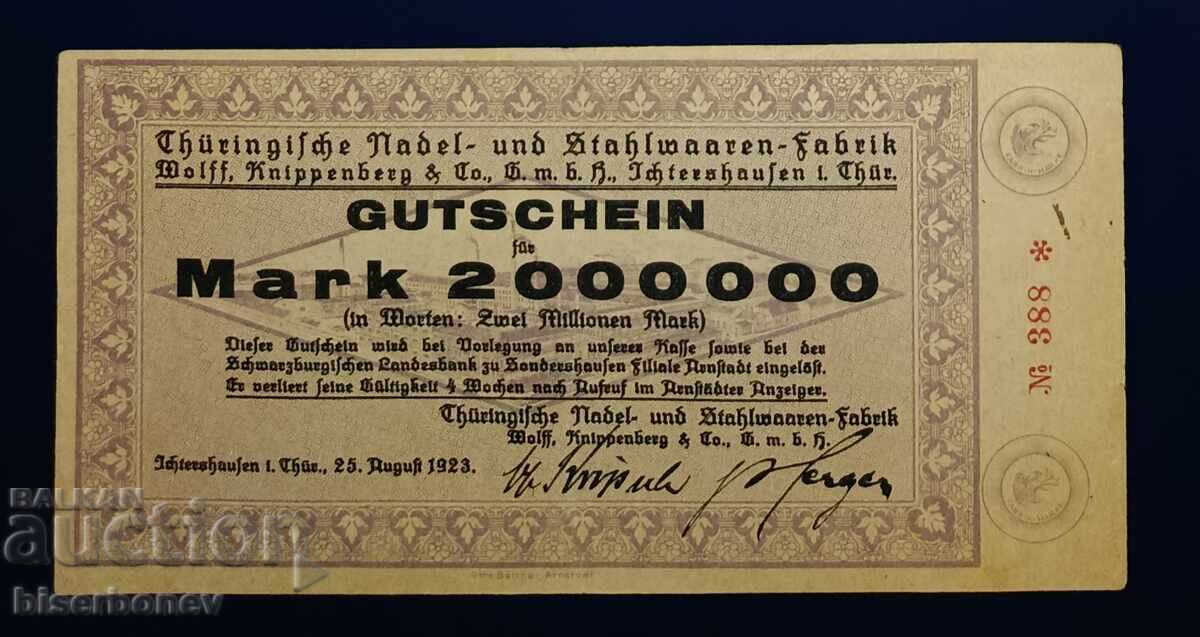 Thüringische Nadel- und Stahlwaaren-Fabrik
Wolff, Knippenberg & Co., G. m. b. H., Ichtershausen i. Thür.
GUTSCHEIN
für
Mark 2000000
(in Worten: Zwei Millionen Mark)
Dieser Gutschein wird bei Vorlegung an unserer Kasse sowie bei der
Schwarzburgischen Landesbank zu Sondershausen Filiale Arnstadt eingelöst.
Er verliert seine Gültigkeit 4 Wochen nach Aufruf im Arnstädter Anzeiger.
Thüringische Nadel- und Stahlwaaren-Fabrik
Wolff, Knippenberg & Co., G. m. b. H.
Ichtershausen i. Thür., 25. August 1923.
№ 388 *
BALKAN
auction
biserbonev